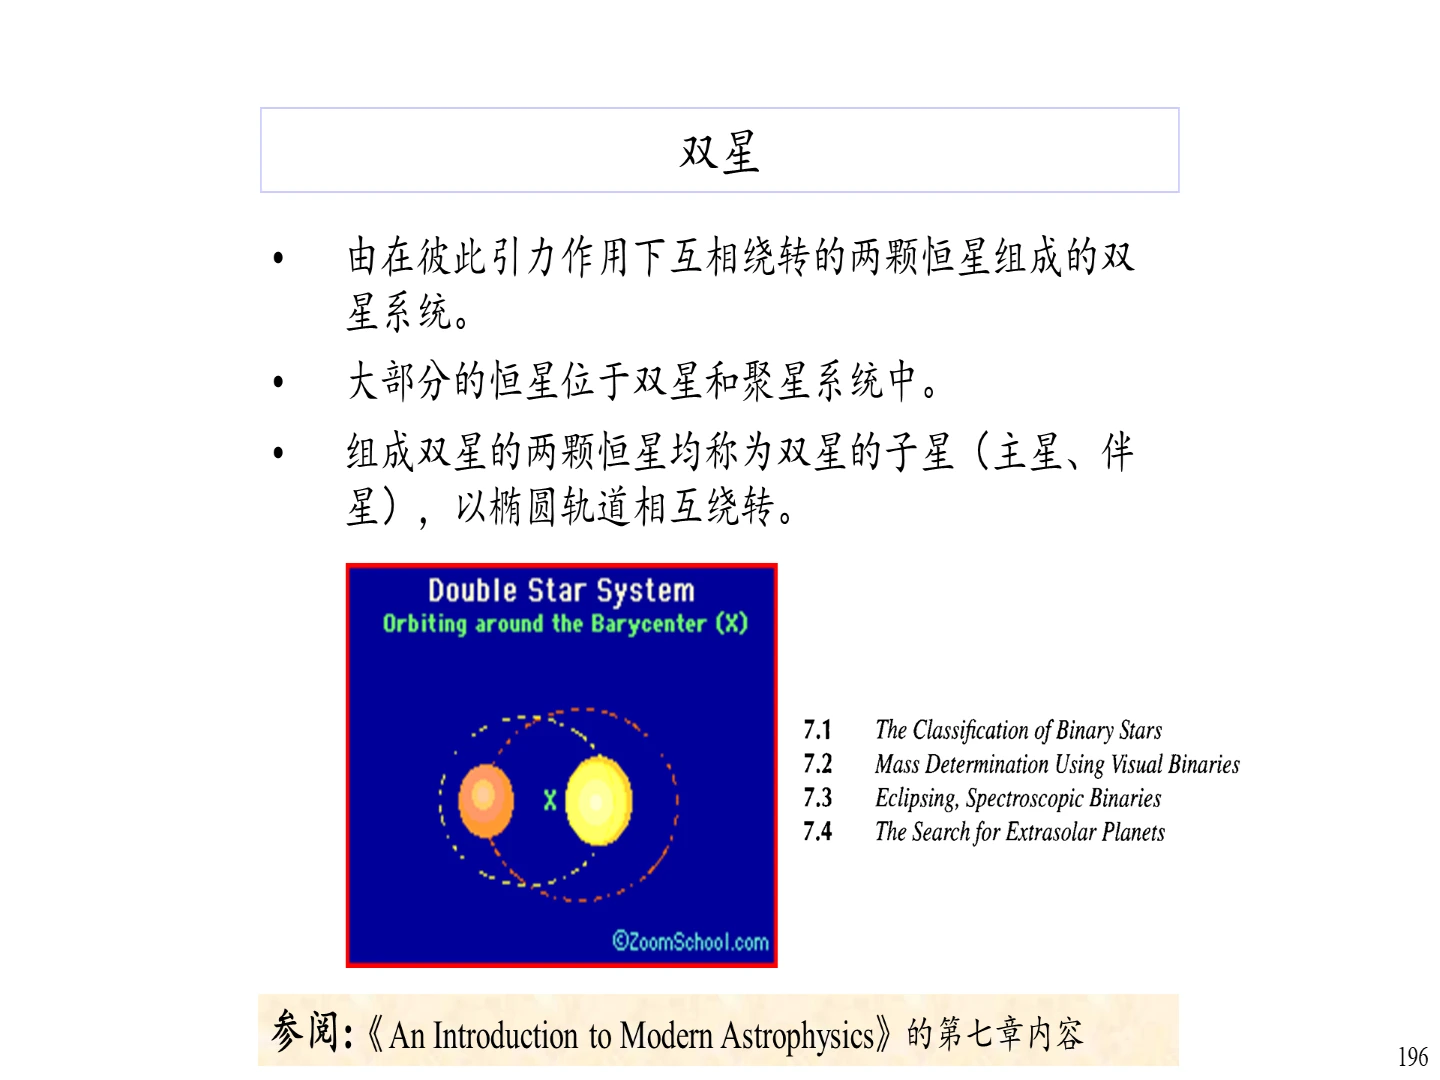 双星
• 由在彼此引力作用下互相绕转的两颗恒星组成的双
星系统。
• 大部分的恒星位于双星和聚星系统中。
• 组成双星的两颗恒星均称为双星的子星（主星、伴
星），以椭圆轨道相互绕转。
Double Star System
Orbiting around the Barycenter (X)
X
©ZoomSchool.com
7.1 The Classification of Binary Stars
7.2 Mass Determination Using Visual Binaries
7.3 Eclipsing, Spectroscopic Binaries
7.4 The Search for Extrasolar Planets
参阅:《An Introduction to Modern Astrophysics》的第七章内容
196